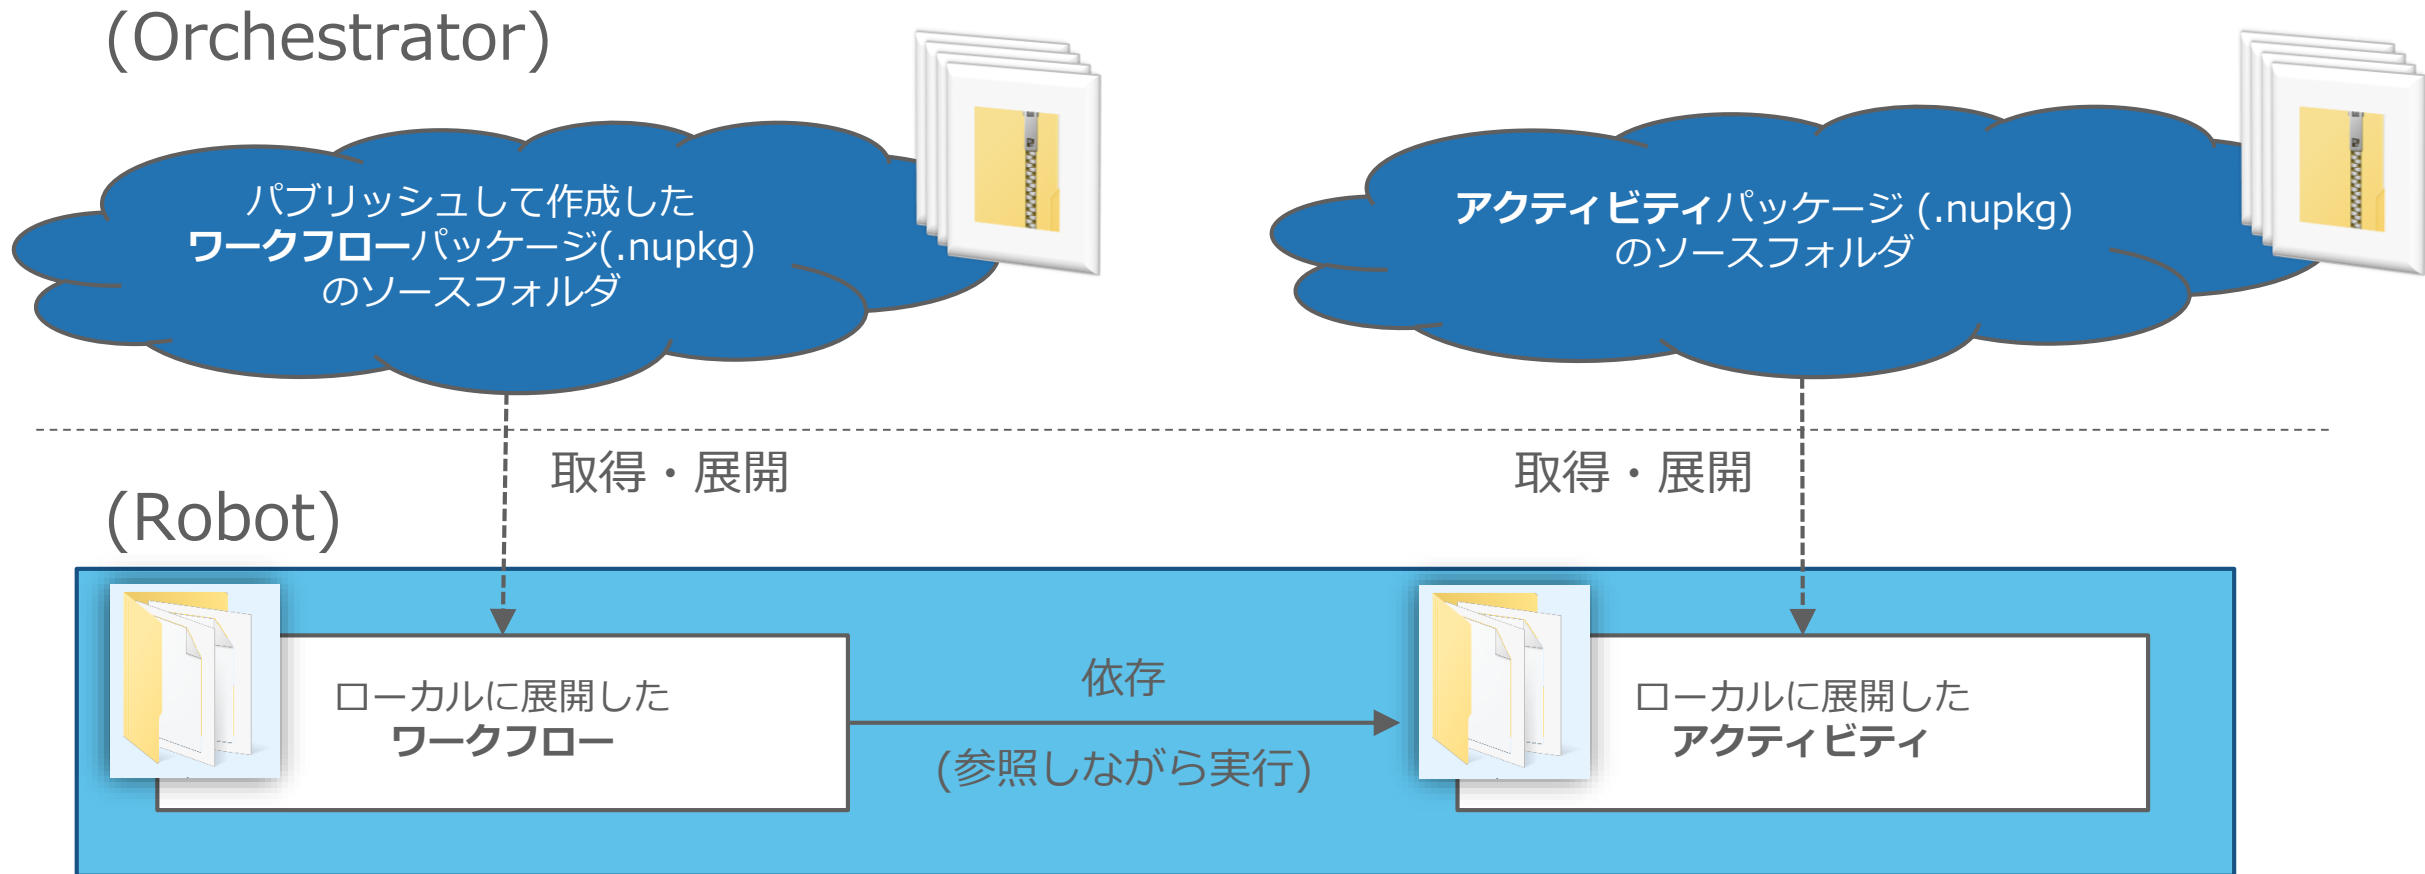 (Orchestrator)
パブリッシュして作成した
ワークフローパッケージ(.nupkg)
のソースフォルダ
アクティビティパッケージ (.nupkg)
のソースフォルダ
取得・展開
取得・展開
(Robot)
ローカルに展開した
ワークフロー
依存
(参照しながら実行)
ローカルに展開した
アクティビティ